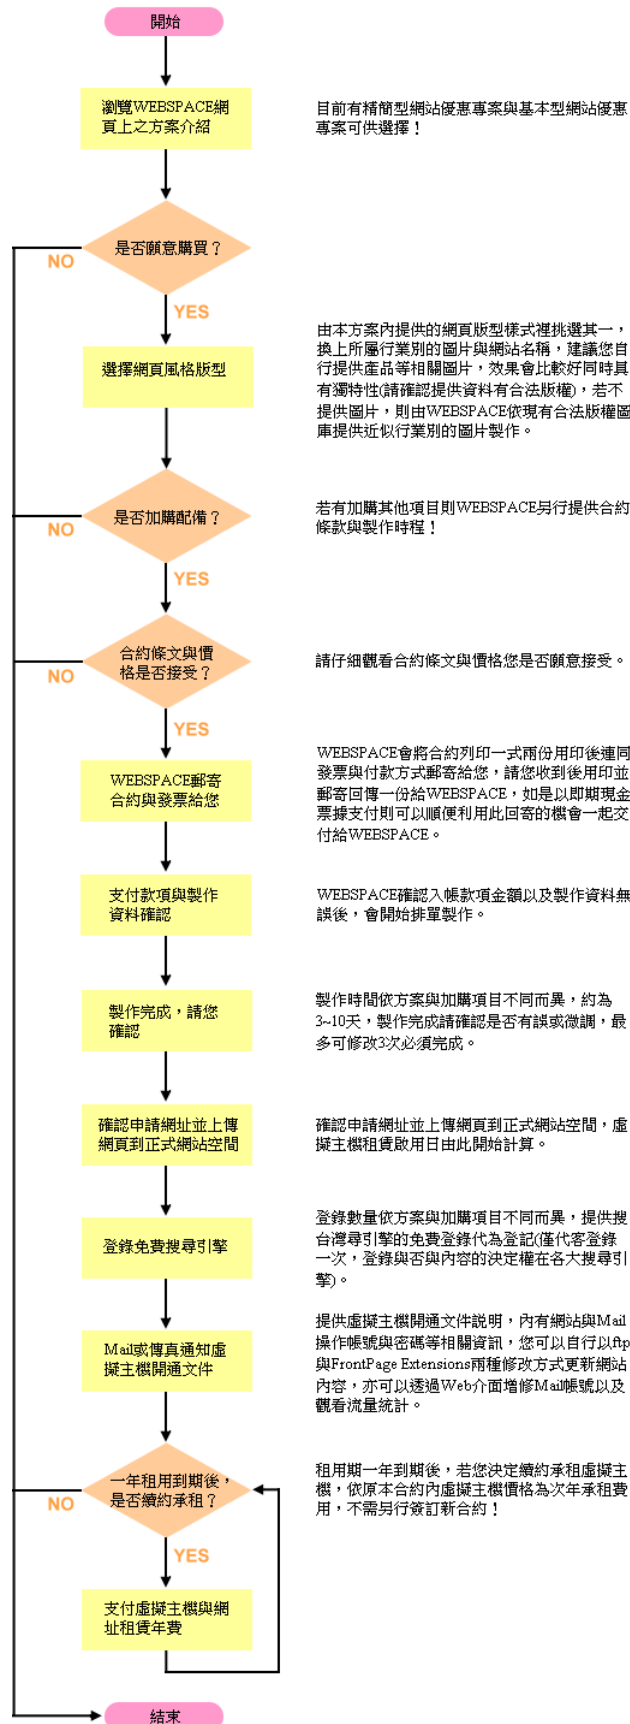 開始
瀏覽WEBSPACE網
頁上之方案介紹
目前有精簡型網站優惠專案與基本型網站優惠
專案可供選擇！
是否願意購買？
NO
YES
選擇網頁風格版型
由本方案內提供的網頁版型樣式裡挑選其一，
換上所屬行業別的圖片與網站名稱，建議您自
行提供產品等相關圖片，效果會比較好同時具
有獨特性(請確認提供資料有合法版權)，若不
提供圖片，則由WEBSPACE依現有合法版權圖
庫提供近似行業別的圖片製作。
是否加購配備？
NO
YES
若有加購其他項目則WEBSPACE另行提供合約
條款與製作時程！
合約條文與價
格是否接受？
NO
YES
請仔細觀看合約條文與價格您是否願意接受。
WEBSPACE郵寄
合約與發票給您
WEBSPACE會將合約列印一式兩份用印後連同
發票與付款方式郵寄給您，請您收到後用印並
郵寄回傳一份給WEBSPACE，如是以即期現金
票據支付則可以順便利用此回寄的機會一起交
付給WEBSPACE。
支付款項與製作
資料確認
WEBSPACE確認入帳款項金額以及製作資料無
誤後，會開始排單製作。
製作完成，請您
確認
製作時間依方案與加購項目不同而異，約為
3~10天，製作完成請確認是否有誤或微調，最
多可修改3次必須完成。
確認申請網址並上傳
網頁到正式網站空間
確認申請網址並上傳網頁到正式網站空間，虛
擬主機租賃啟用日由此開始計算。
登錄免費搜尋引擎
登錄數量依方案與加購項目不同而異，提供搜
台灣尋引擎的免費登錄代為登記(僅代客登錄
一次，登錄與否與內容的決定權在各大搜尋引
擎)。
Mail或傳真通知虛
擬主機開通文件
提供虛擬主機開通文件說明，內有網站與Mail
操作帳號與密碼等相關資訊，您可以自行以ftp
與FrontPage Extensions兩種修改方式更新網站
內容，亦可以透過Web介面增修Mail帳號以及
觀看流量統計。
一年租用到期後，
是否續約承租？
NO
YES
租用期一年到期後，若您決定續約承租虛擬主
機，依原本合約內虛擬主機價格為次年承租費
用，不需另行簽訂新合約！
支付虛擬主機與網
址租賃年費
結束